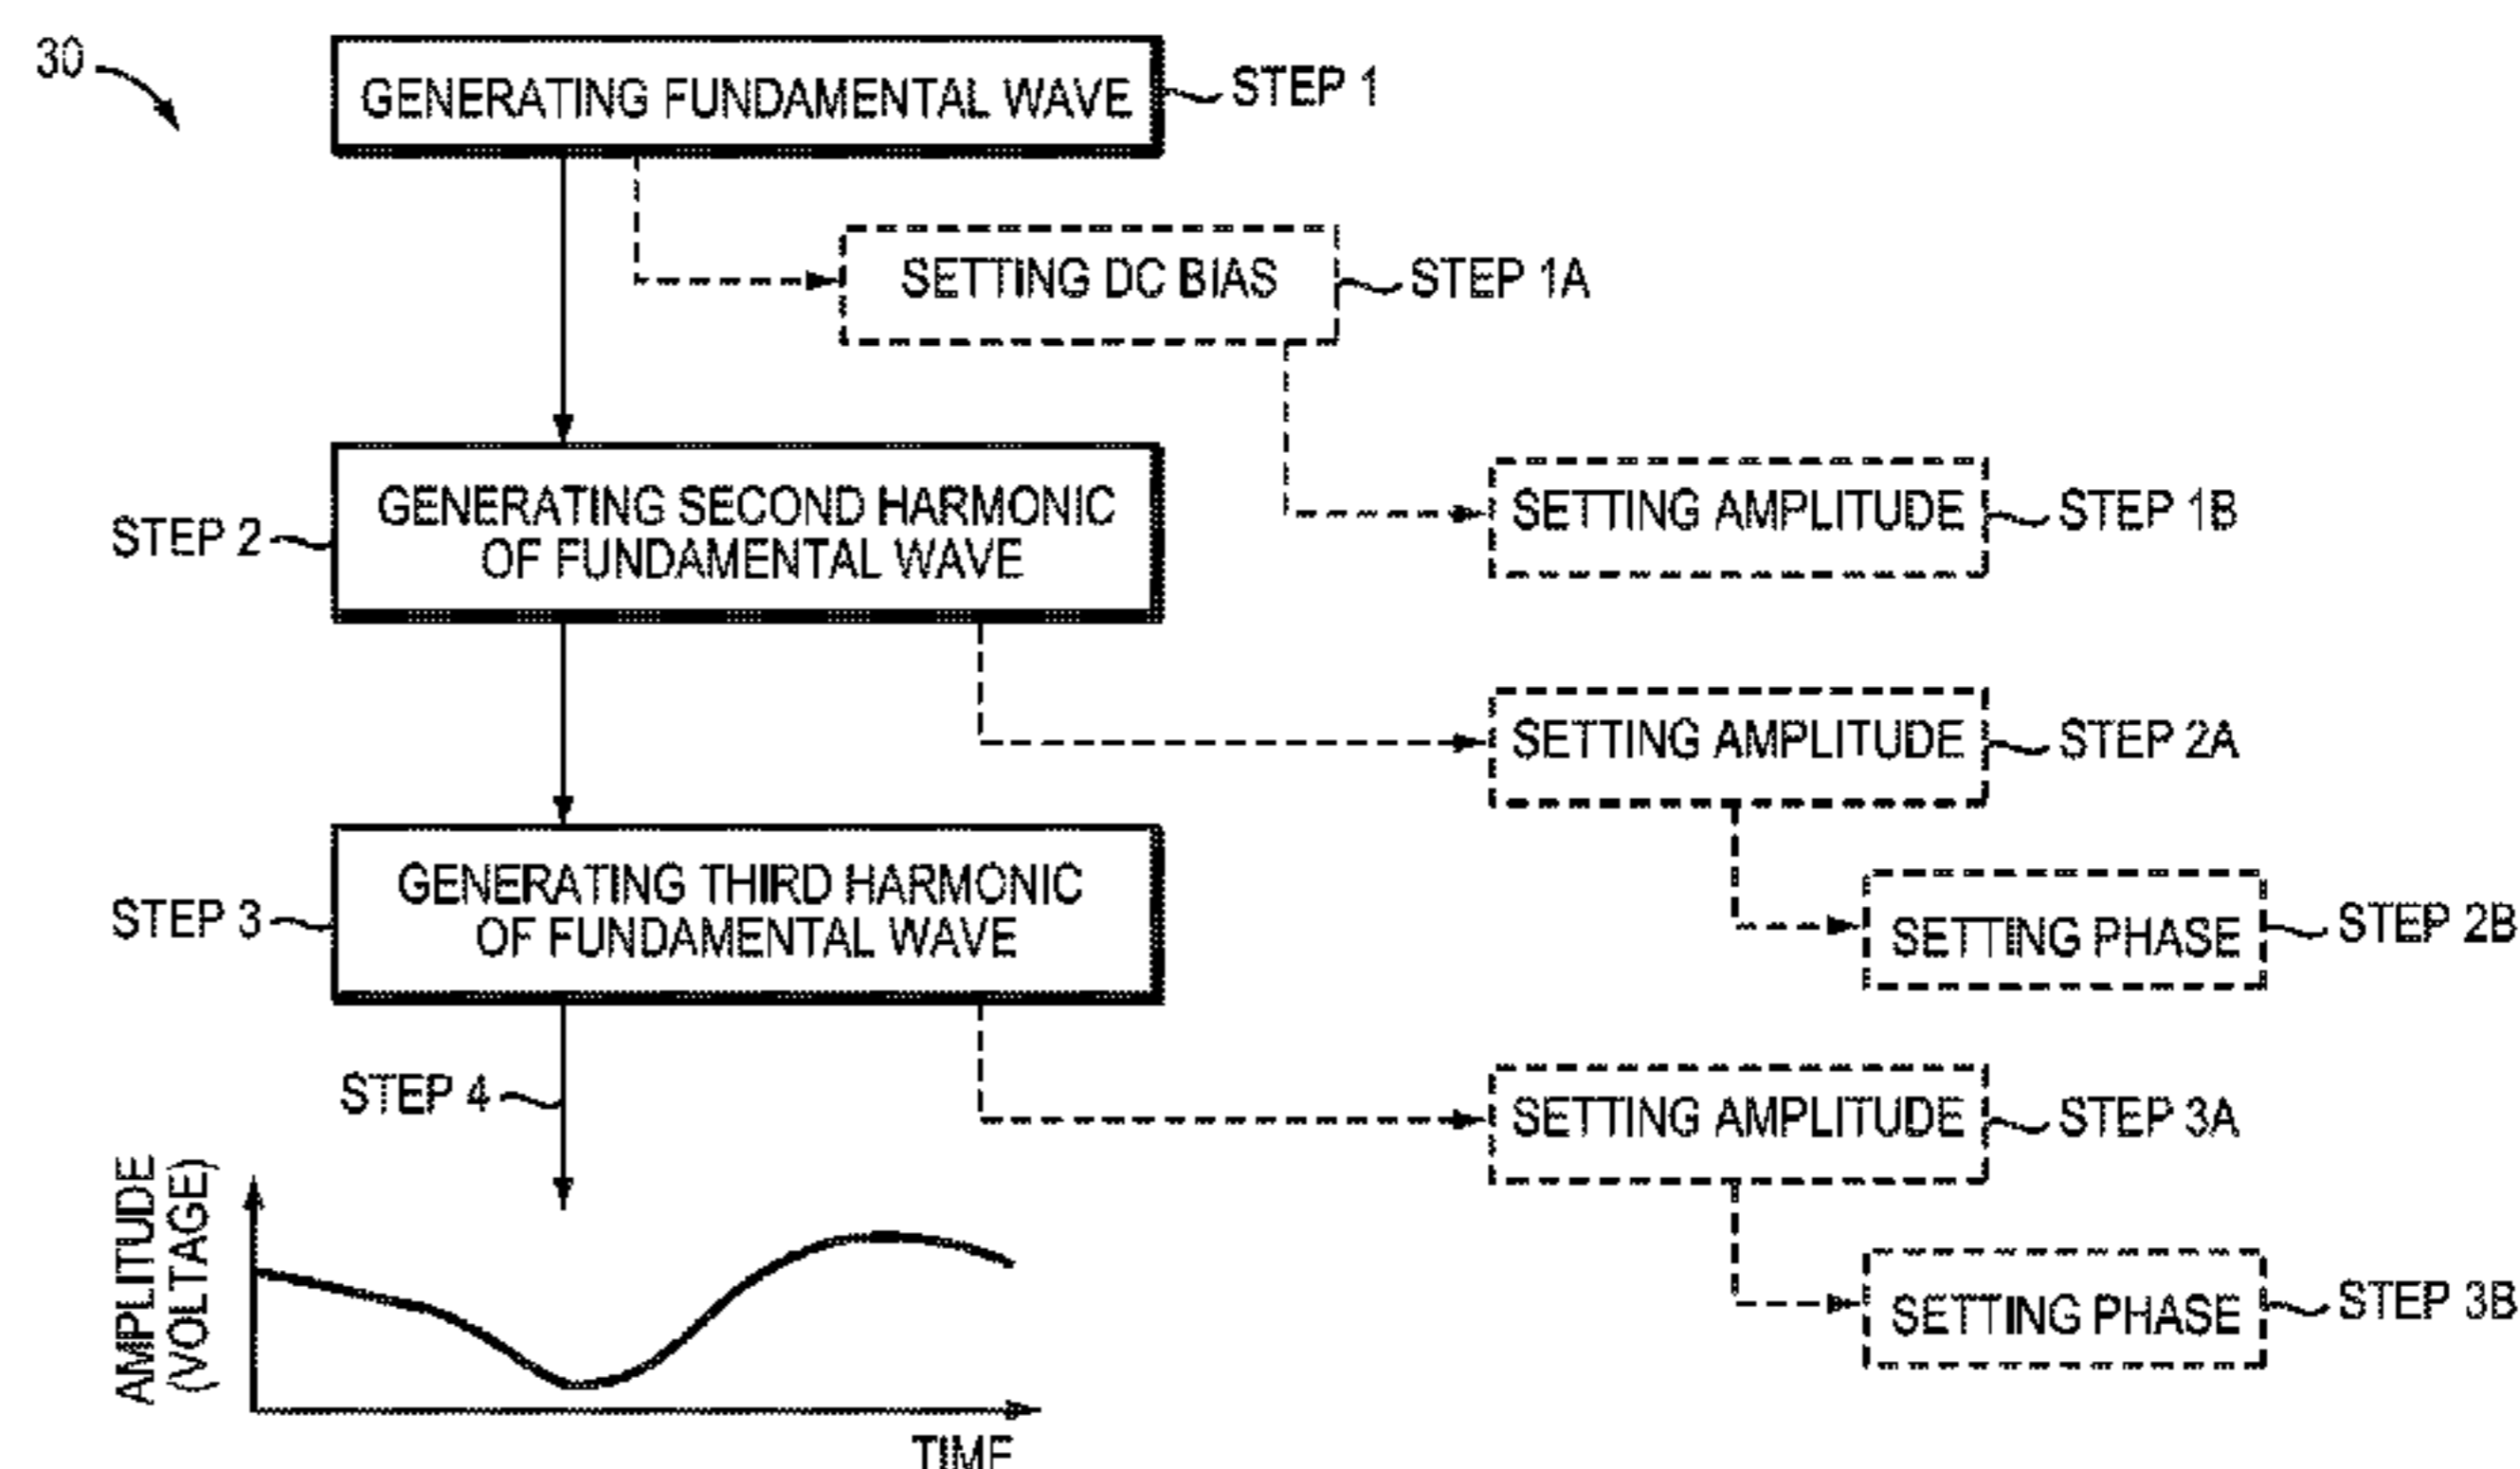 30
GENERATING FUNDAMENTAL WAVE
STEP 1
SETTING DC BIAS
STEP 1A
GENERATING SECOND HARMONIC
OF FUNDAMENTAL WAVE
STEP 2
SETTING AMPLITUDE
STEP 1B
SETTING AMPLITUDE
STEP 2A
GENERATING THIRD HARMONIC
OF FUNDAMENTAL WAVE
STEP 3
SETTING PHASE
STEP 2B
STEP 4
SETTING AMPLITUDE
STEP 3A
SETTING PHASE
STEP 3B
AMPLITUDE
(VOLTAGE)
TIME